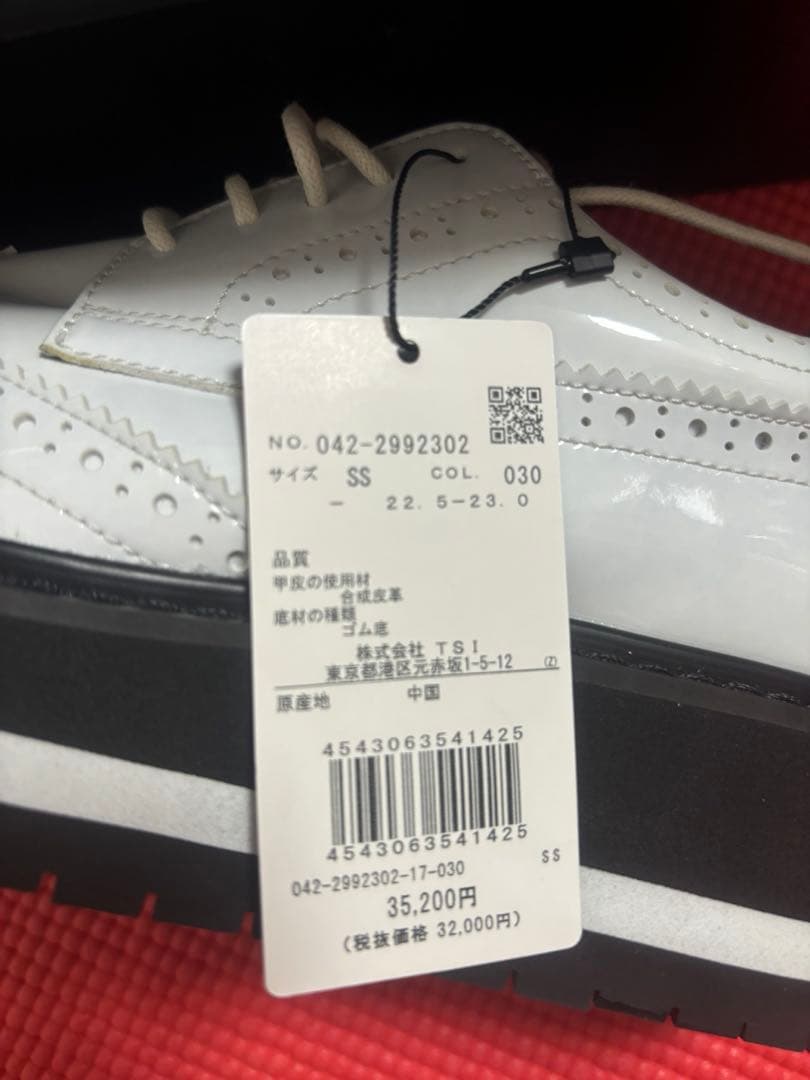 NO. 042-2992302
サイズ SS COL. 030
- 22.5-23.0
品質
甲皮の使用材
合成皮革
底材の種類
ゴム底
株式会社 TSI
東京都港区元赤坂1-5-12 (Z)
原産地 中国
4543063541425
4543063541425
SS
042-2992302-17-030
35,200円
(税抜価格 32,000円)